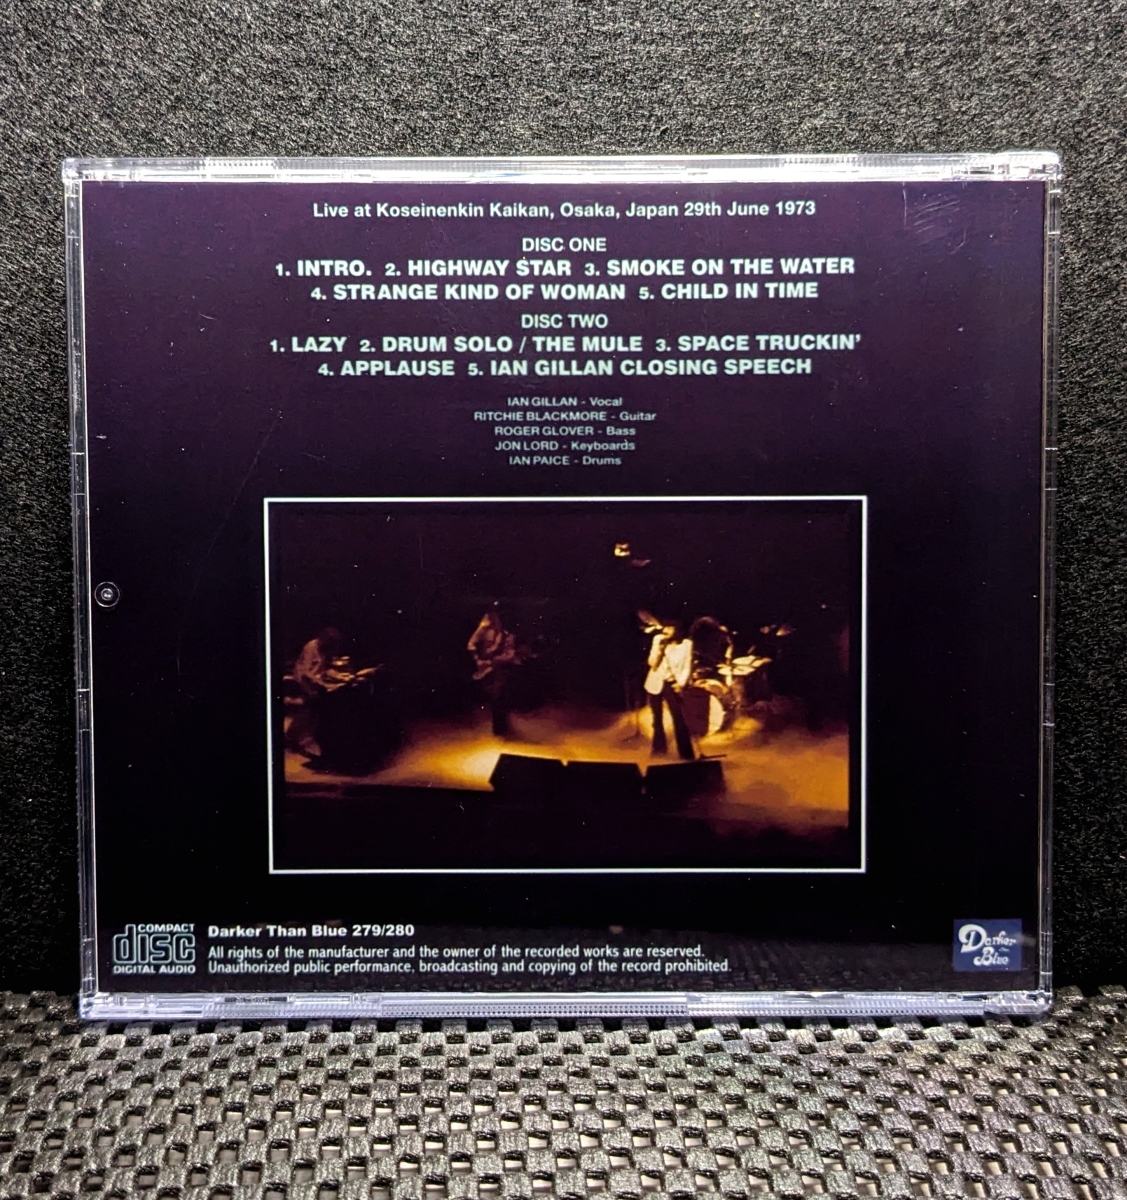 Live at Koseinenkin Kaikan, Osaka, Japan 29th June 1973
DISC ONE
1. INTRO. 2. HIGHWAY STAR 3. SMOKE ON THE WATER
4. STRANGE KIND OF WOMAN 5. CHILD IN TIME
DISC TWO
1. LAZY 2. DRUM SOLO / THE MULE 3. SPACE TRUCKIN'
4. APPLAUSE 5. IAN GILLAN CLOSING SPEECH
IAN GILLAN - Vocal
RITCHIE BLACKMORE - Guitar
ROGER GLOVER - Bass
JON LORD - Keyboards
IAN PAICE - Drums
COMPACT
disc
DIGITAL AUDIO
Darker Than Blue 279/280
All rights of the manufacturer and the owner of the recorded works are reserved.
Unauthorized public performance, broadcasting and copying of the record prohibited.
Darker
Blue